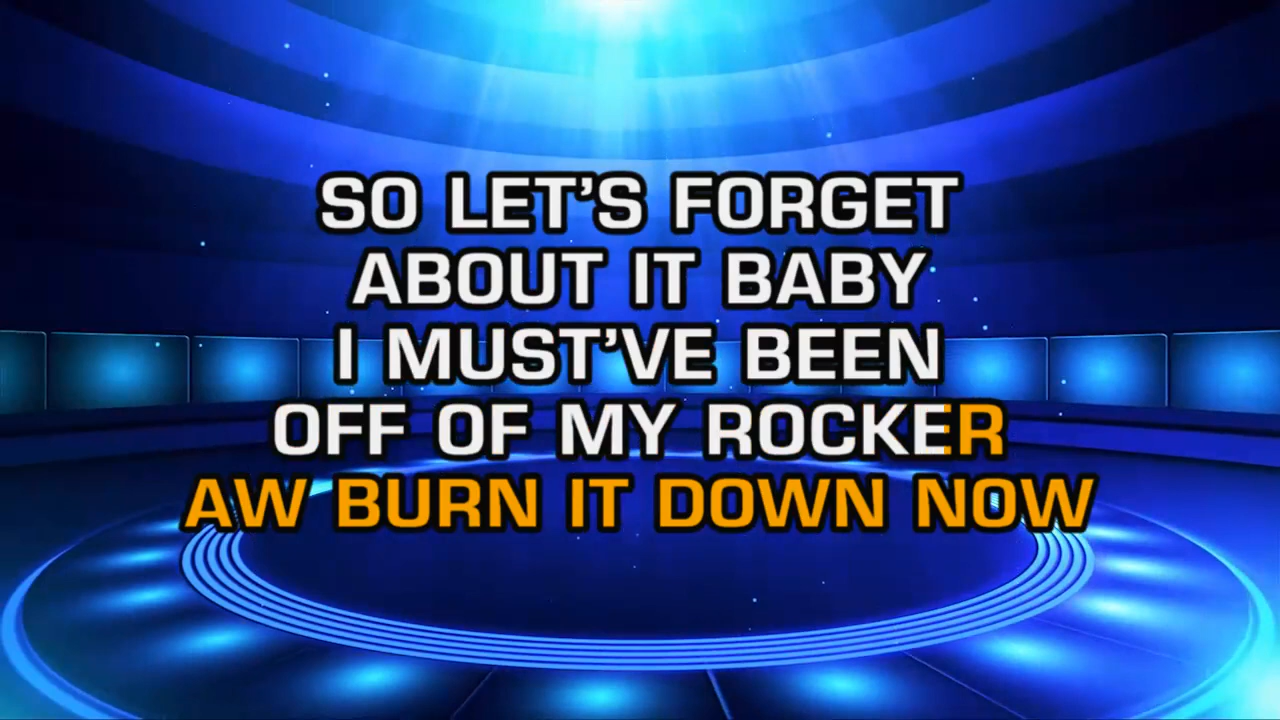 SO LET’S FORGET
ABOUT IT BABY
I MUST’VE BEEN
OFF OF MY ROCKER
AW BURN IT DOWN NOW